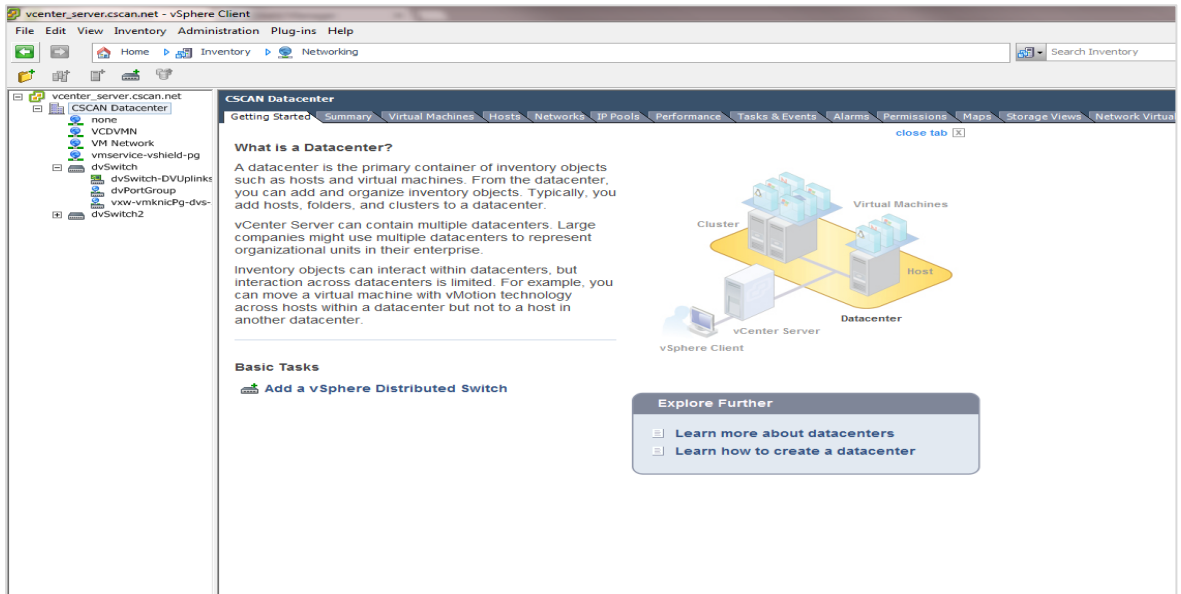 vcenter_server.cscan.net - vSphere Client
File Edit View Inventory Administration Plug-ins Help
Home Inventory Networking
Search Inventory
vcenter_server.cscan.net
CSCAN Datacenter
none
VCDVMN
VM Network
vmservice-vshield-pg
dvSwitch
dvSwitch-DVUplinks
dvPortGroup
vxw-vmknicPg-dvs-
dvSwitch2
CSCAN Datacenter
Getting Started Summary Virtual Machines Hosts Networks IP Pools Performance Tasks & Events Alarms Permissions Maps Storage Views Network Virtua
close tab
What is a Datacenter?
A datacenter is the primary container of inventory objects
such as hosts and virtual machines. From the datacenter,
you can add and organize inventory objects. Typically, you
add hosts, folders, and clusters to a datacenter.
vCenter Server can contain multiple datacenters. Large
companies might use multiple datacenters to represent
organizational units in their enterprise.
Inventory objects can interact within datacenters, but
interaction across datacenters is limited. For example, you
can move a virtual machine with vMotion technology
across hosts within a datacenter but not to a host in
another datacenter.
Virtual Machines
Cluster
Host
Datacenter
vCenter Server
vSphere Client
Basic Tasks
Add a vSphere Distributed Switch
Explore Further
Learn more about datacenters
Learn how to create a datacenter